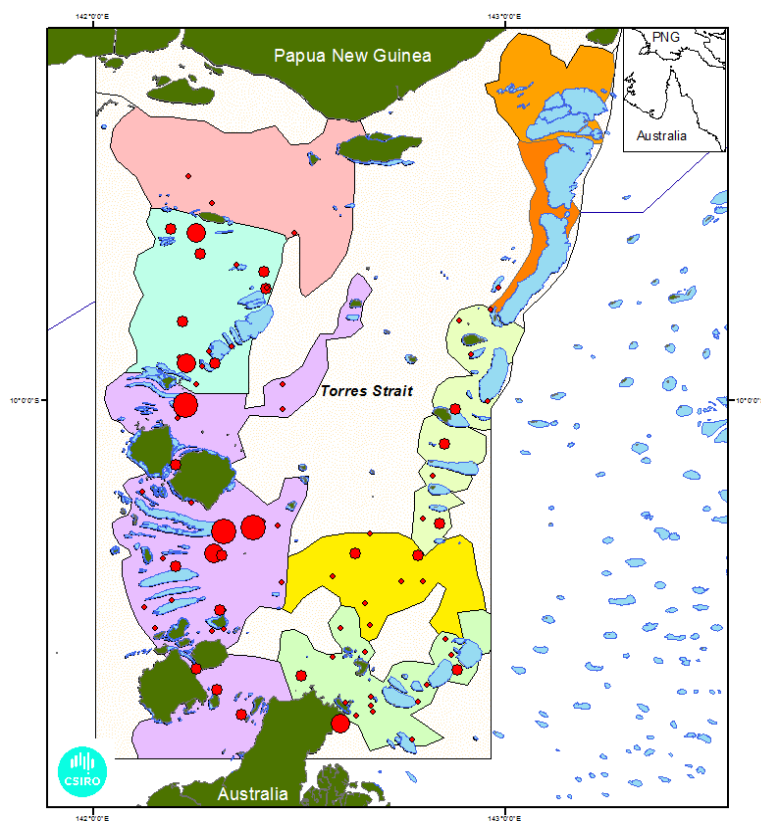 142°0'0"E
143°0'0"E
PNG
Papua New Guinea
Australia
Torres Strait
10°0'0"S
10°0'0"S
CSIRO
Australia
142°0'0"E
143°0'0"E